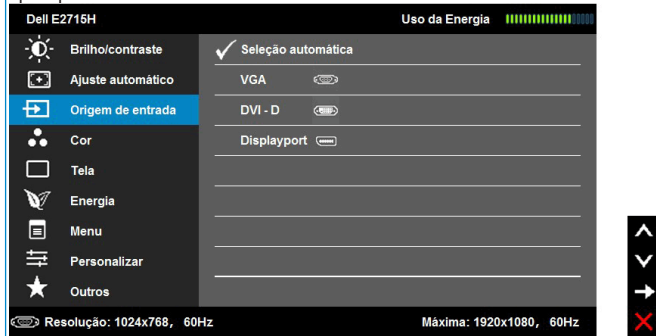 Dell E2715H Uso da Energia
Brilho/contraste Seleção automática
Ajuste automático VGA
Origem de entrada DVI - D
Cor Displayport
Tela
Energia
Menu
Personalizar
Outros
Resolução: 1024x768, 60Hz Máxima: 1920x1080, 60Hz